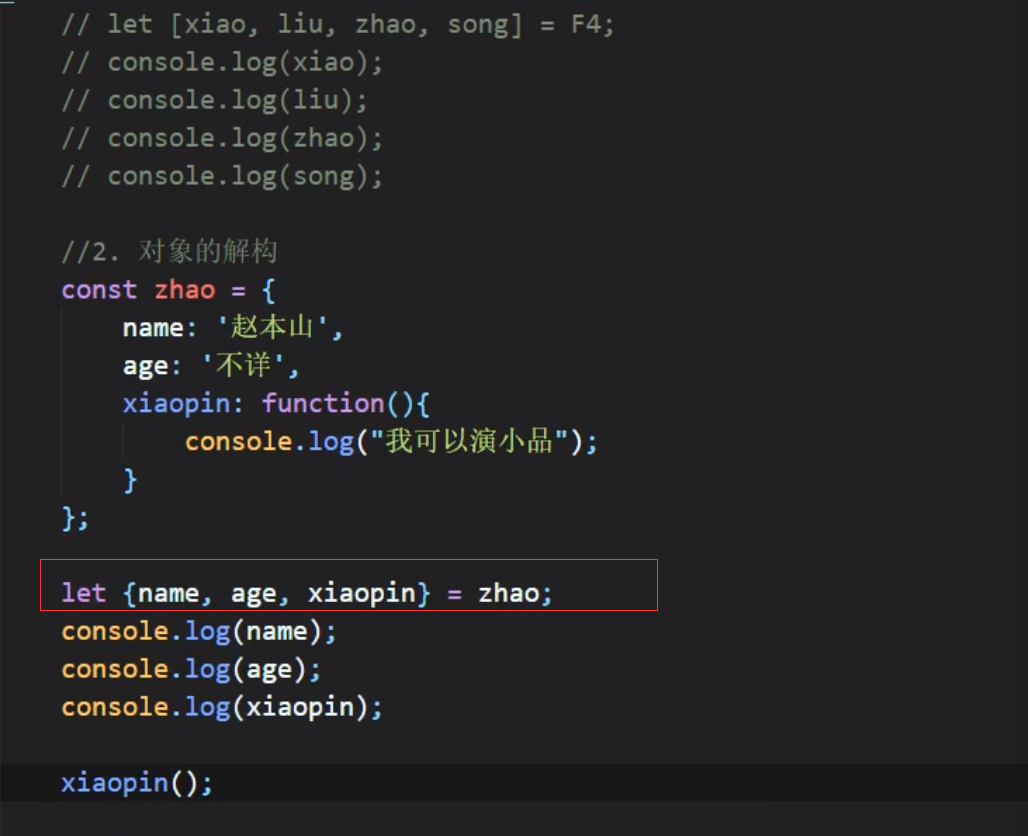 // let [xiao, liu, zhao, song] = F4;
// console.log(xiao);
// console.log(liu);
// console.log(zhao);
// console.log(song);
//2. 对象的解构
const zhao = {
name: '赵本山',
age: '不详',
xiaopin: function(){
console.log("我可以演小品");
}
};
let {name, age, xiaopin} = zhao;
console.log(name);
console.log(age);
console.log(xiaopin);
xiaopin();